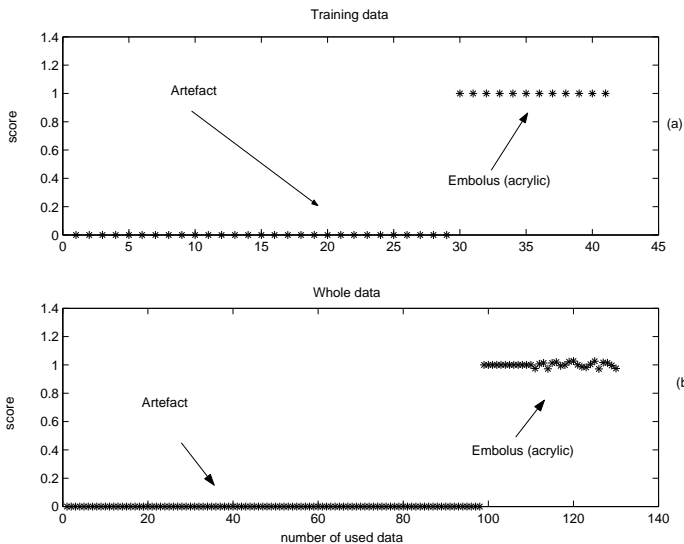 Training data
1.4
1.2
1
0.8
0.6
0.4
0.2
0
score
Artefact
Embolus (acrylic)
(a)
0 5 10 15 20 25 30 35 40 45
Whole data
1.4
1.2
1
0.8
0.6
0.4
0.2
0
score
Artefact
Embolus (acrylic)
(b
0 20 40 60 80 100 120 140
number of used data